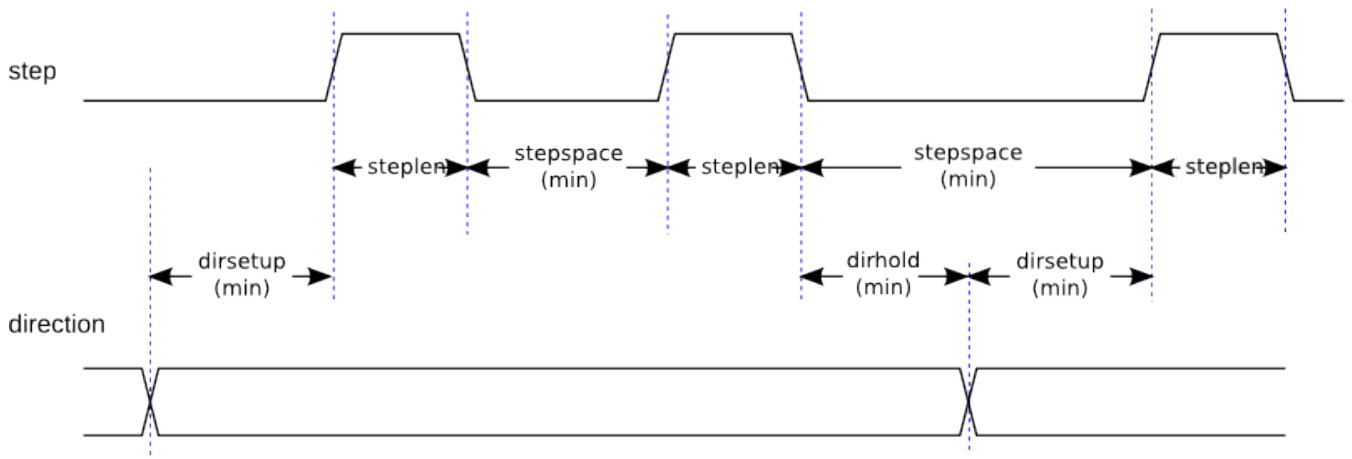 step
steplen
stepspace
(min)
steplen
stepspace
(min)
steplen
dirsetup
(min)
dirhold
(min)
dirsetup
(min)
direction